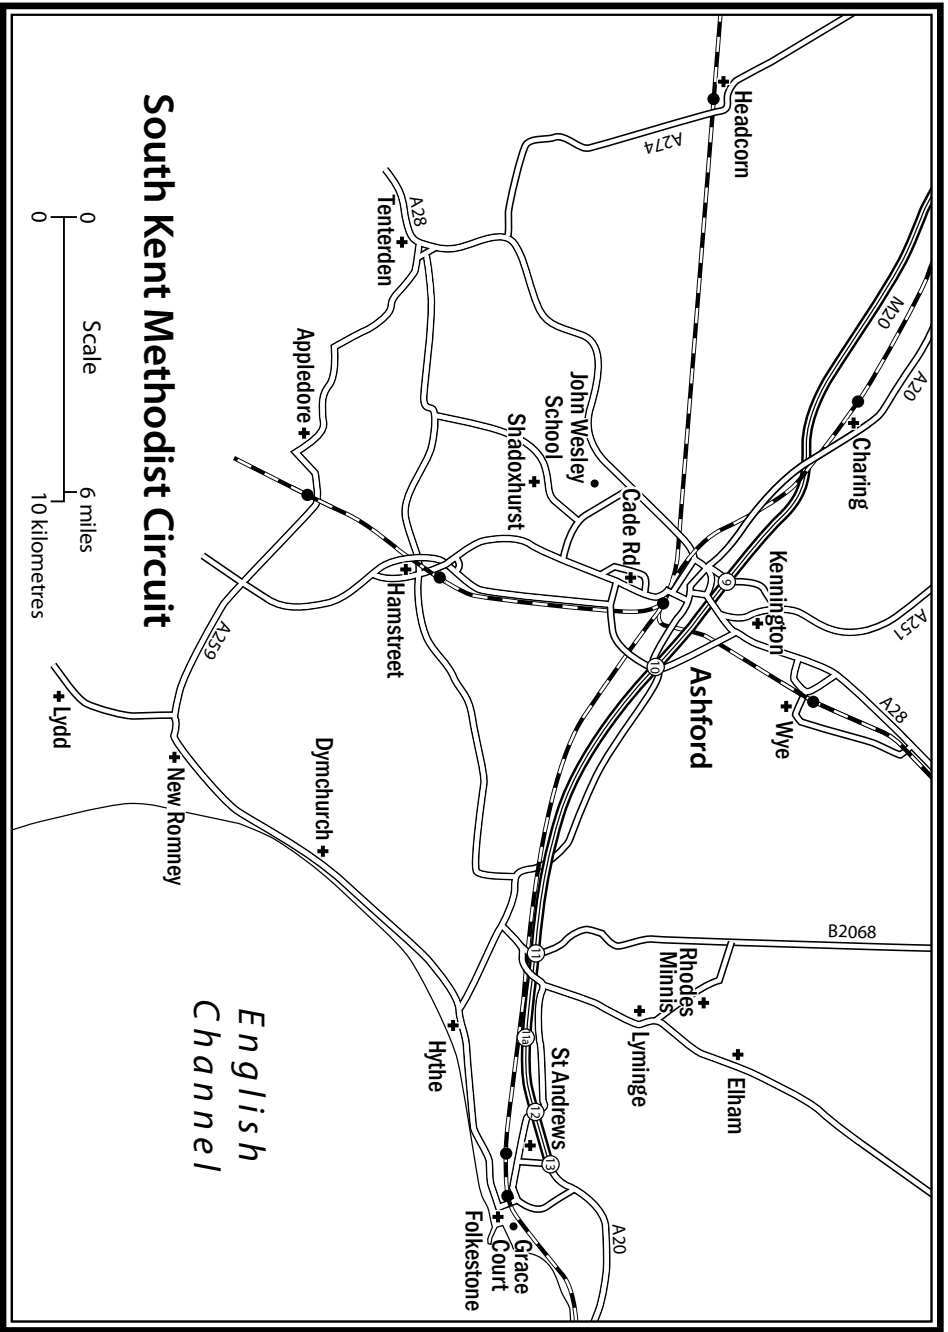 South Kent Methodist Circuit
0
Scale
6 miles
0
10 kilometres
Headcorn
A274
A28
Tenterden
Appledore
John Wesley
School
Shadoxhurst
Cade Rd
M20
A20
Charing
Kennington
A251
A28
Wye
Ashford
9
10
Hamstreet
A259
Lydd
New Romney
Dymchurch
B2068
Rhodes
Minnis
Lyminge
Elham
11
11a
12
13
St Andrews
Hythe
A20
Grace
Court
Folkestone
English
Channel